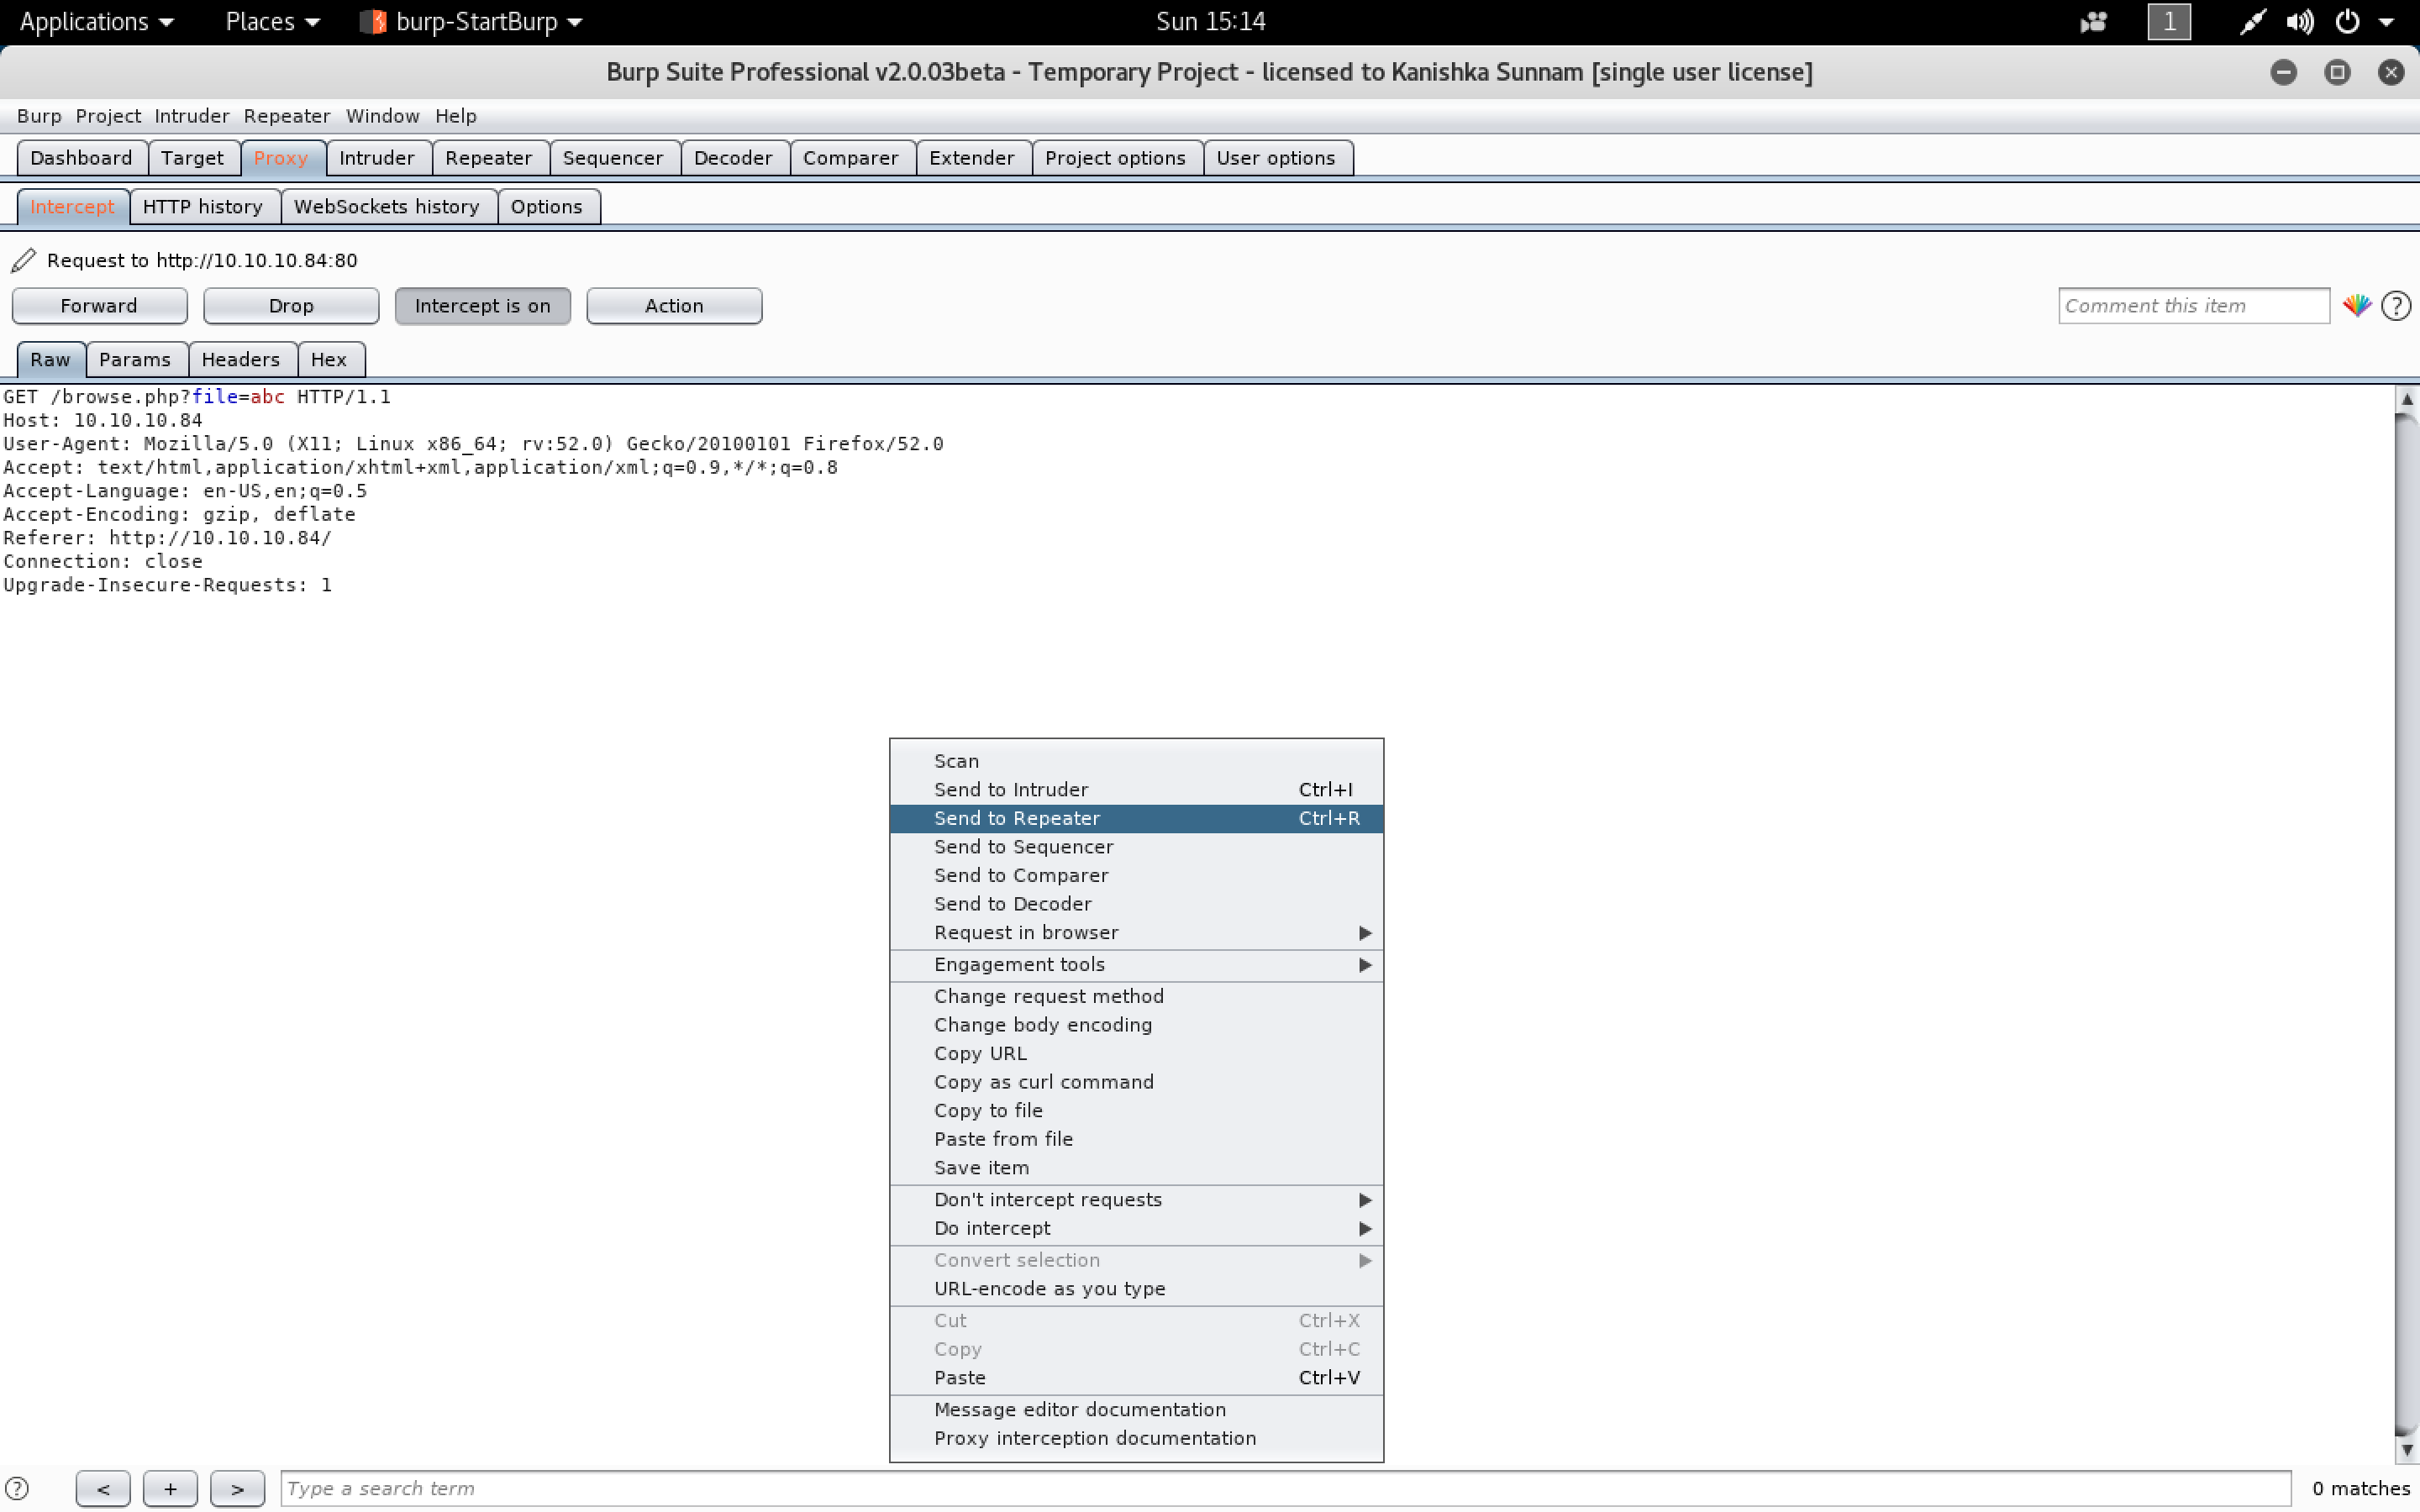 Applications Places burp-StartBurp Sun 15:14 1
Burp Suite Professional v2.0.03beta - Temporary Project - licensed to Kanishka Sunnam [single user license]
Burp Project Intruder Repeater Window Help
Dashboard Target Proxy Intruder Repeater Sequencer Decoder Comparer Extender Project options User options
Intercept HTTP history WebSockets history Options
Request to http://10.10.10.84:80
Forward Drop Intercept is on Action Comment this item ?
Raw Params Headers Hex
GET /browse.php?file=abc HTTP/1.1
Host: 10.10.10.84
User-Agent: Mozilla/5.0 (X11; Linux x86_64; rv:52.0) Gecko/20100101 Firefox/52.0
Accept: text/html,application/xhtml+xml,application/xml;q=0.9,*/*;q=0.8
Accept-Language: en-US,en;q=0.5
Accept-Encoding: gzip, deflate
Referer: http://10.10.10.84/
Connection: close
Upgrade-Insecure-Requests: 1
Scan
Send to Intruder Ctrl+I
Send to Repeater Ctrl+R
Send to Sequencer
Send to Comparer
Send to Decoder
Request in browser
Engagement tools
Change request method
Change body encoding
Copy URL
Copy as curl command
Copy to file
Paste from file
Save item
Don't intercept requests
Do intercept
Convert selection
URL-encode as you type
Cut Ctrl+X
Copy Ctrl+C
Paste Ctrl+V
Message editor documentation
Proxy interception documentation
? < + > Type a search term 0 matches